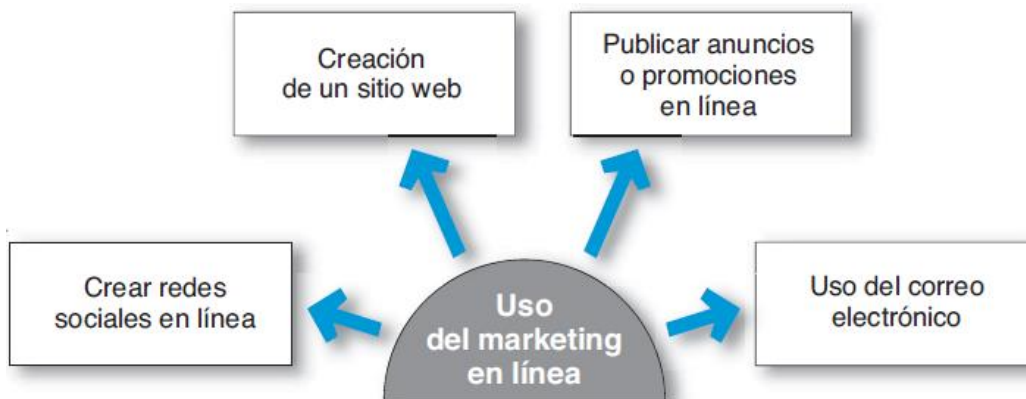 Creación
de un sitio web
Publicar anuncios
o promociones
en línea
Crear redes
sociales en línea
Uso
del marketing
en línea
Uso del correo
electrónico